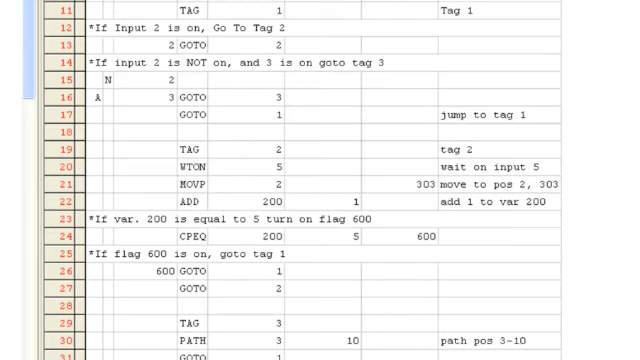 11 TAG 1 Tag 1
12 *If Input 2 is on, Go To Tag 2
13 2 GOTO 2
14 *If input 2 is NOT on, and 3 is on goto tag 3
15 N 2
16 A 3 GOTO 3
17 GOTO 1 jump to tag 1
18
19 TAG 2 tag 2
20 WTON 5 wait on input 5
21 MOVP 2 303 move to pos 2, 303
22 ADD 200 1 add 1 to var 200
23 *If var. 200 is equal to 5 turn on flag 600
24 CPEQ 200 5 600
25 *If flag 600 is on, goto tag 1
26 600 GOTO 1
27 GOTO 2
28
29 TAG 3
30 PATH 3 10 path pos 3-10
31 GOTO 1